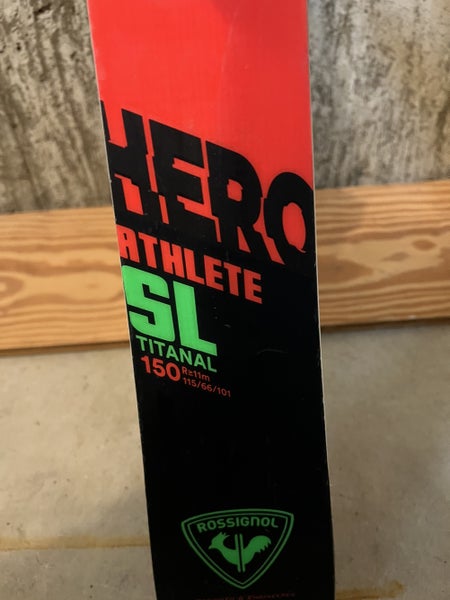 HERO
ATHLETE
SL
TITANAL
150 R≥11m
115/66/101
ROSSIGNOL